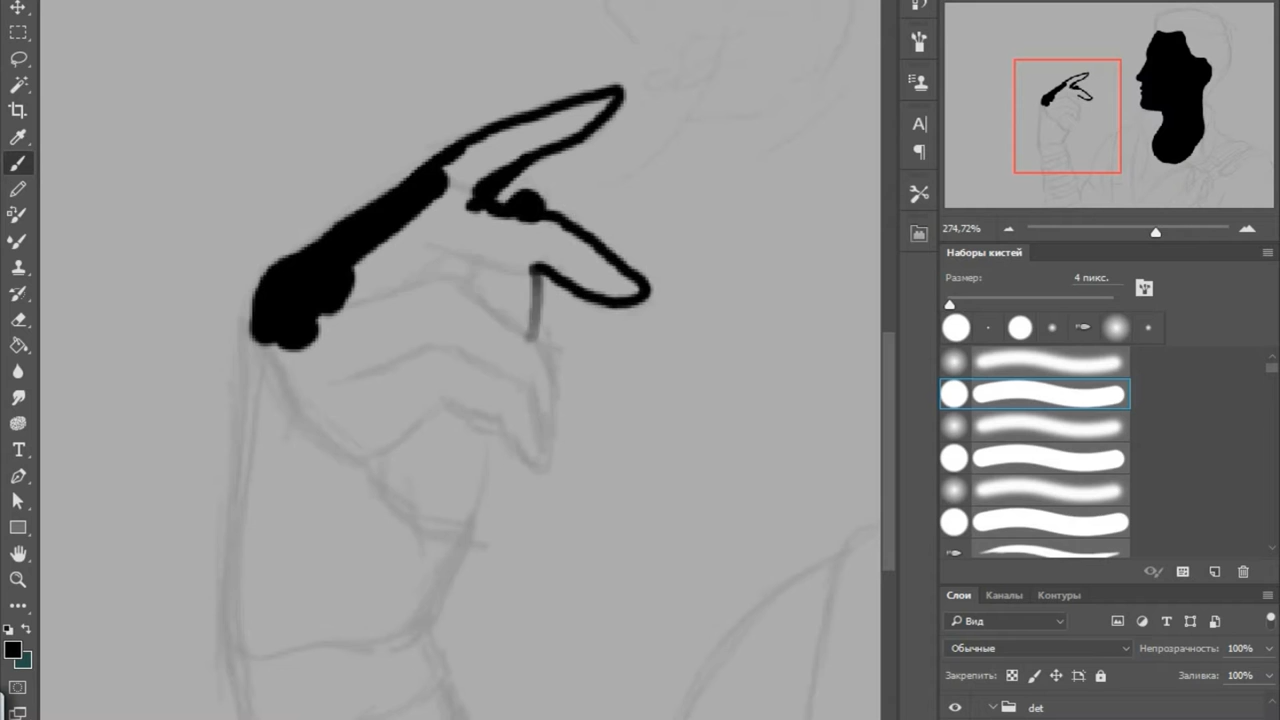 274,72%
Наборы кистей
Размер: 4 пикс.
Слои Каналы Контуры
Вид
Обычные Непрозрачность: 100%
Закрепить: Заливка: 100%
det